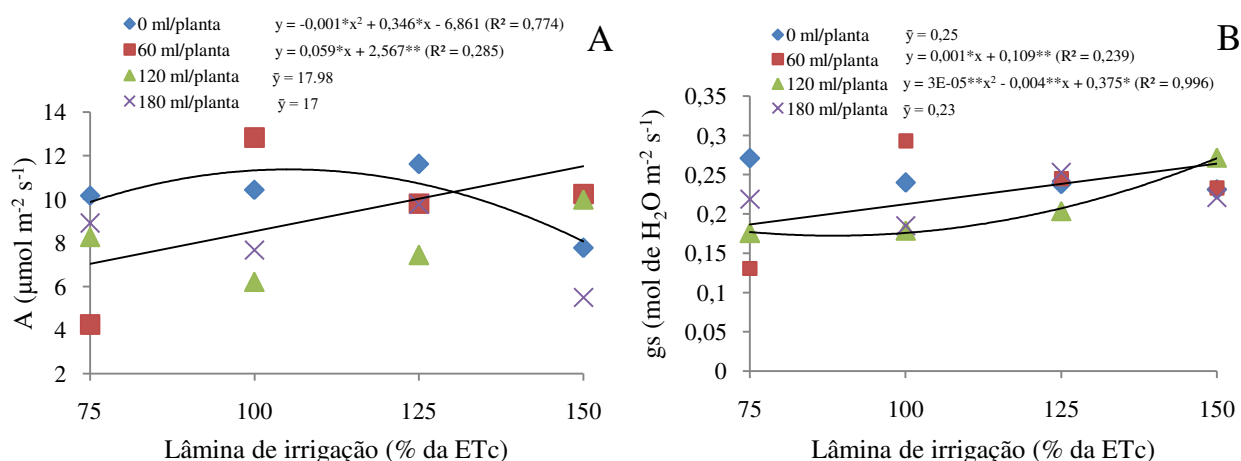 0 ml/planta y = -0,001*x² + 0,346*x - 6,861 (R² = 0,774)
60 ml/planta y = 0,059*x + 2,567** (R² = 0,285)
120 ml/planta ȳ = 17.98
180 ml/planta ȳ = 17
A
14
12
10
8
6
4
2
75 100 125 150
A (µmol m⁻² s⁻¹)
Lâmina de irrigação (% da ETc)
0 ml/planta ȳ = 0,25
60 ml/planta y = 0,001*x + 0,109** (R² = 0,239)
120 ml/planta y = 3E-05**x² - 0,004**x + 0,375* (R² = 0,996)
180 ml/planta ȳ = 0,23
B
0,35
0,3
0,25
0,2
0,15
0,1
0,05
0
75 100 125 150
gs (mol de H₂O m⁻² s⁻¹)
Lâmina de irrigação (% da ETc)